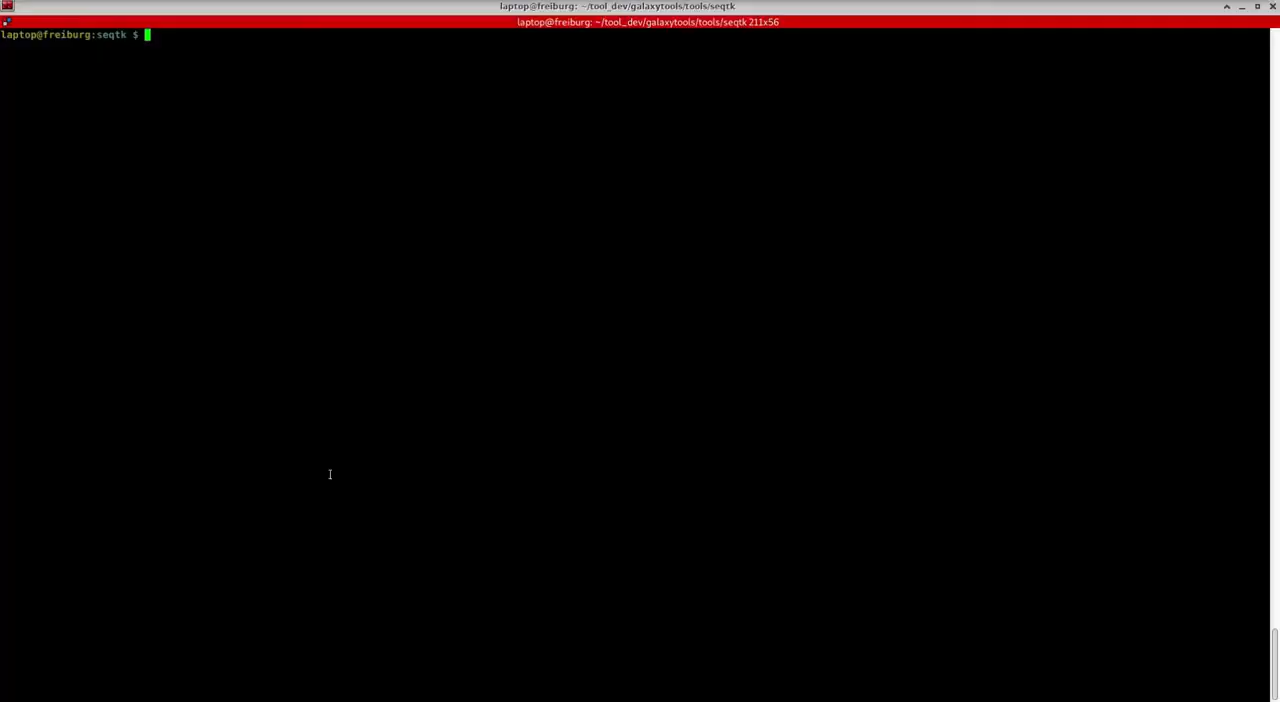 laptop@freiburg: ~/tool_dev/galaxytools/tools/seqtk
laptop@freiburg: ~/tool_dev/galaxytools/tools/seqtk 211x56
laptop@freiburg:seqtk $